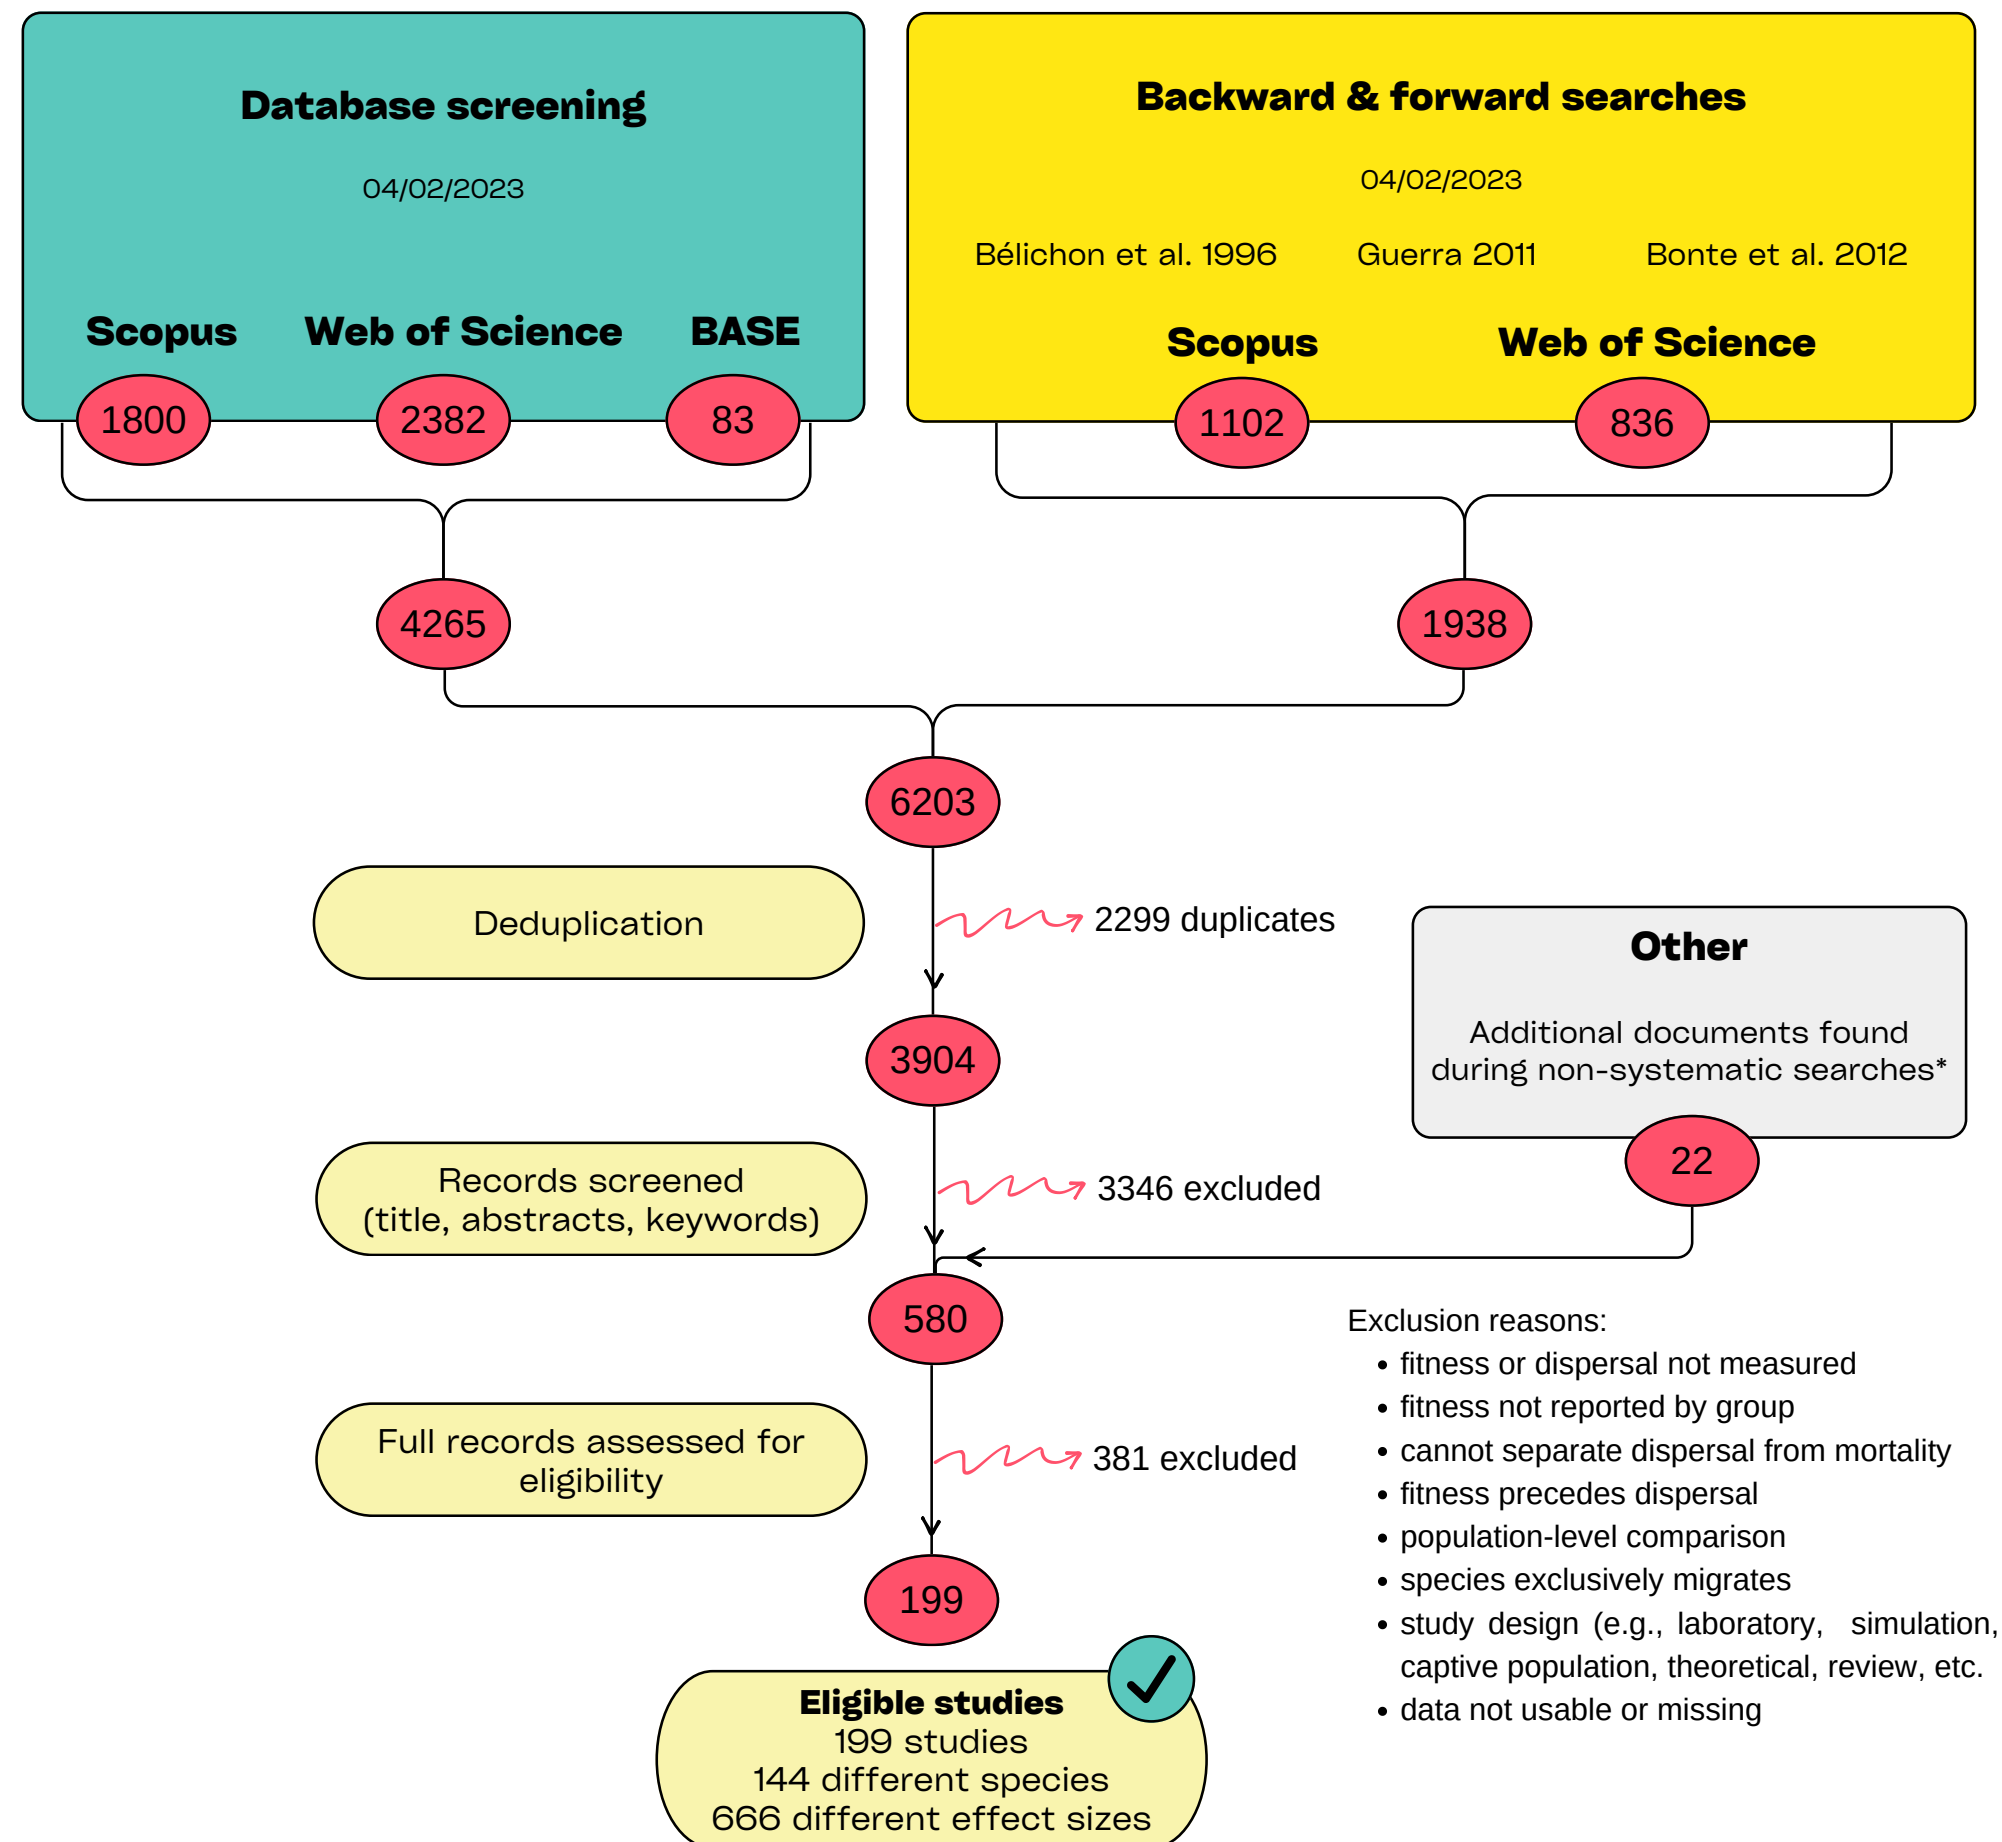 Database screening
04/02/2023
Scopus Web of Science BASE
1800 2382 83
Backward & forward searches
04/02/2023
Bélichon et al. 1996 Guerra 2011 Bonte et al. 2012
Scopus Web of Science
1102 836
4265
1938
6203
Deduplication
2299 duplicates
3904
Other
Additional documents found
during non-systematic searches*
22
Records screened
(title, abstracts, keywords)
3346 excluded
580
Full records assessed for
eligibility
381 excluded
Exclusion reasons:
• fitness or dispersal not measured
• fitness not reported by group
• cannot separate dispersal from mortality
• fitness precedes dispersal
• population-level comparison
• species exclusively migrates
• study design (e.g., laboratory, simulation,
captive population, theoretical, review, etc.
• data not usable or missing
199
Eligible studies
199 studies
144 different species
666 different effect sizes